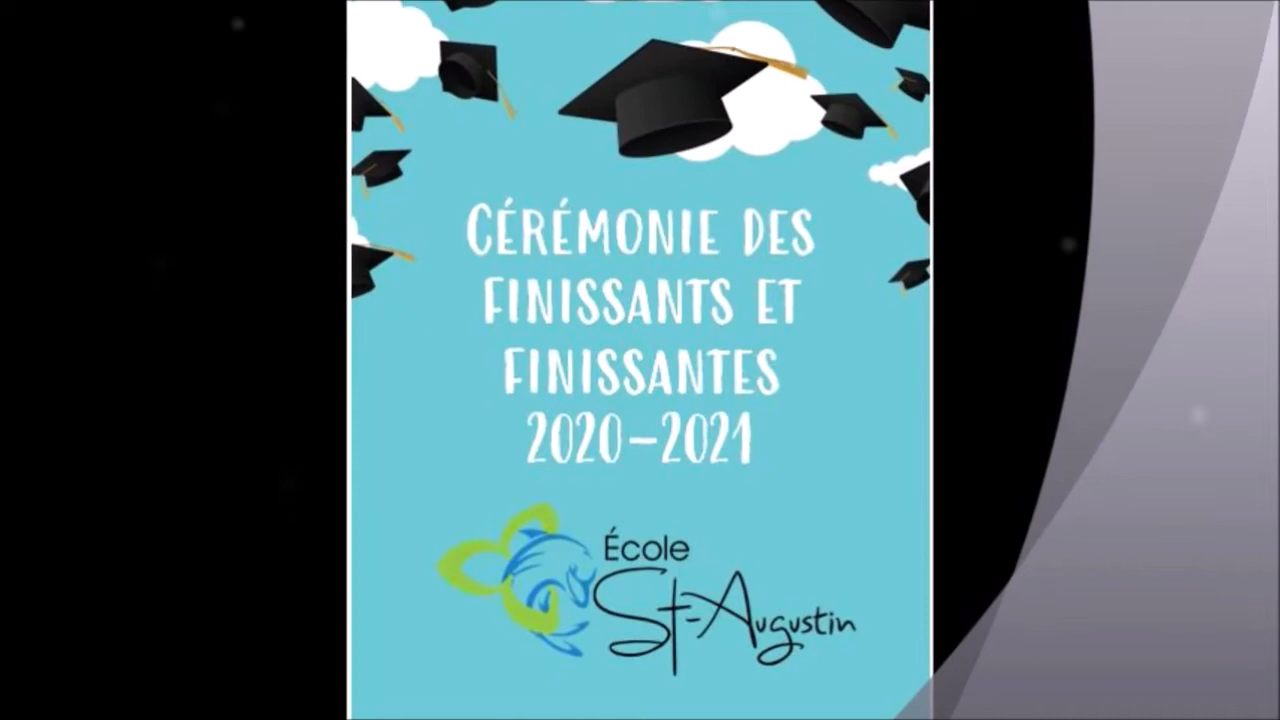 CÉRÉMONIE DES
FINISSANTS ET
FINISSANTES
2020-2021
École
St-Augustin